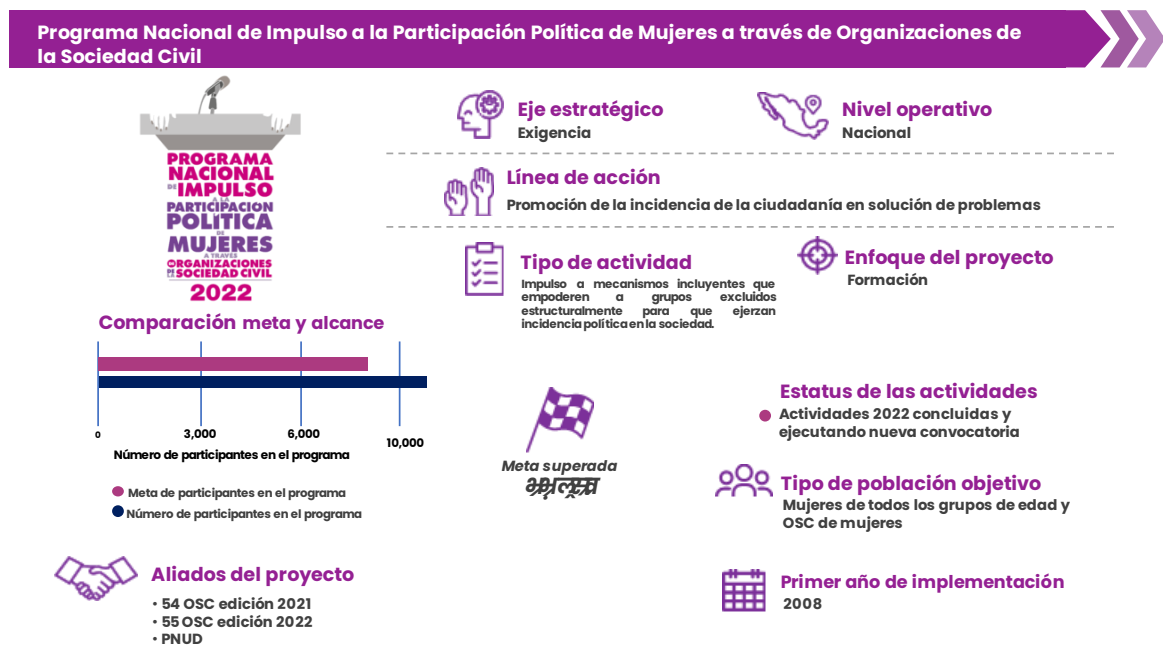 Programa Nacional de Impulso a la Participación Política de Mujeres a través de Organizaciones de
la Sociedad Civil
PROGRAMA
NACIONAL
DE IMPULSO
A LA
PARTICIPACIÓN
POLÍTICA
DE
MUJERES
A TRAVÉS
ORGANIZACIONES
DE LA SOCIEDAD CIVIL
2022
Eje estratégico
Exigencia
Nivel operativo
Nacional
Línea de acción
Promoción de la incidencia de la ciudadanía en solución de problemas
Tipo de actividad
Impulso a mecanismos incluyentes que
empoderen a grupos excluidos
estructuralmente para que ejerzan
incidencia política en la sociedad.
Enfoque del proyecto
Formación
Comparación meta y alcance
0
3,000
6,000
10,000
Número de participantes en el programa
Meta de participantes en el programa
Número de participantes en el programa
Meta superada
Estatus de las actividades
Actividades 2022 concluidas y
ejecutando nueva convocatoria
Tipo de población objetivo
Mujeres de todos los grupos de edad y
OSC de mujeres
Aliados del proyecto
• 54 OSC edición 2021
• 55 OSC edición 2022
• PNUD
Primer año de implementación
2008